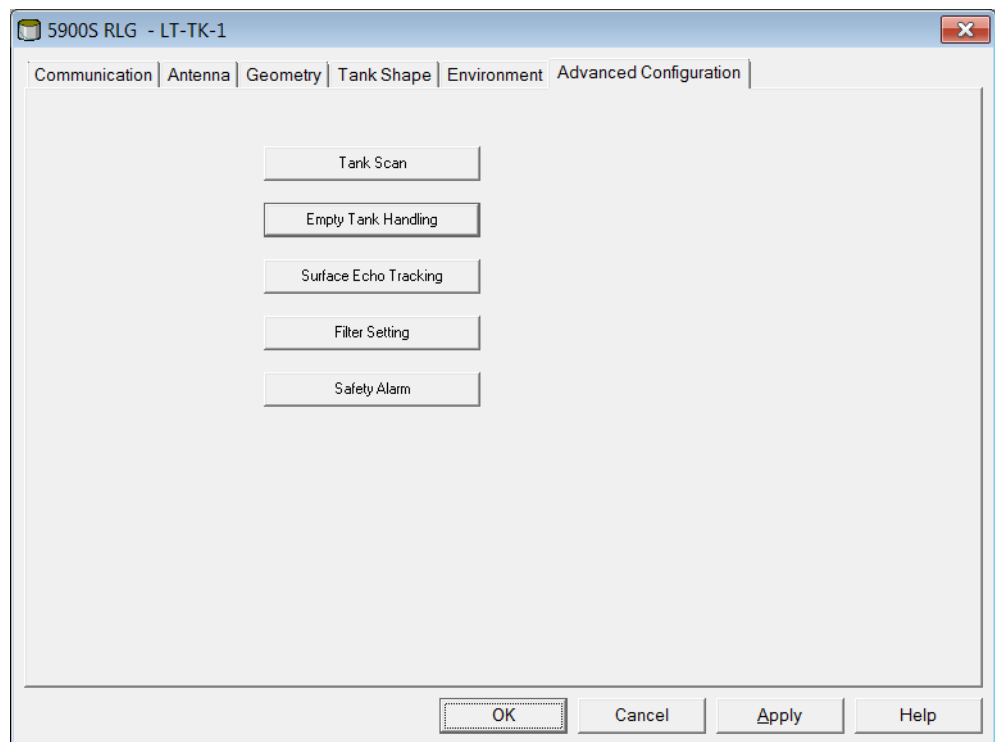 5900S RLG - LT-TK-1
Communication Antenna Geometry Tank Shape Environment Advanced Configuration
Tank Scan
Empty Tank Handling
Surface Echo Tracking
Filter Setting
Safety Alarm
OK Cancel Apply Help